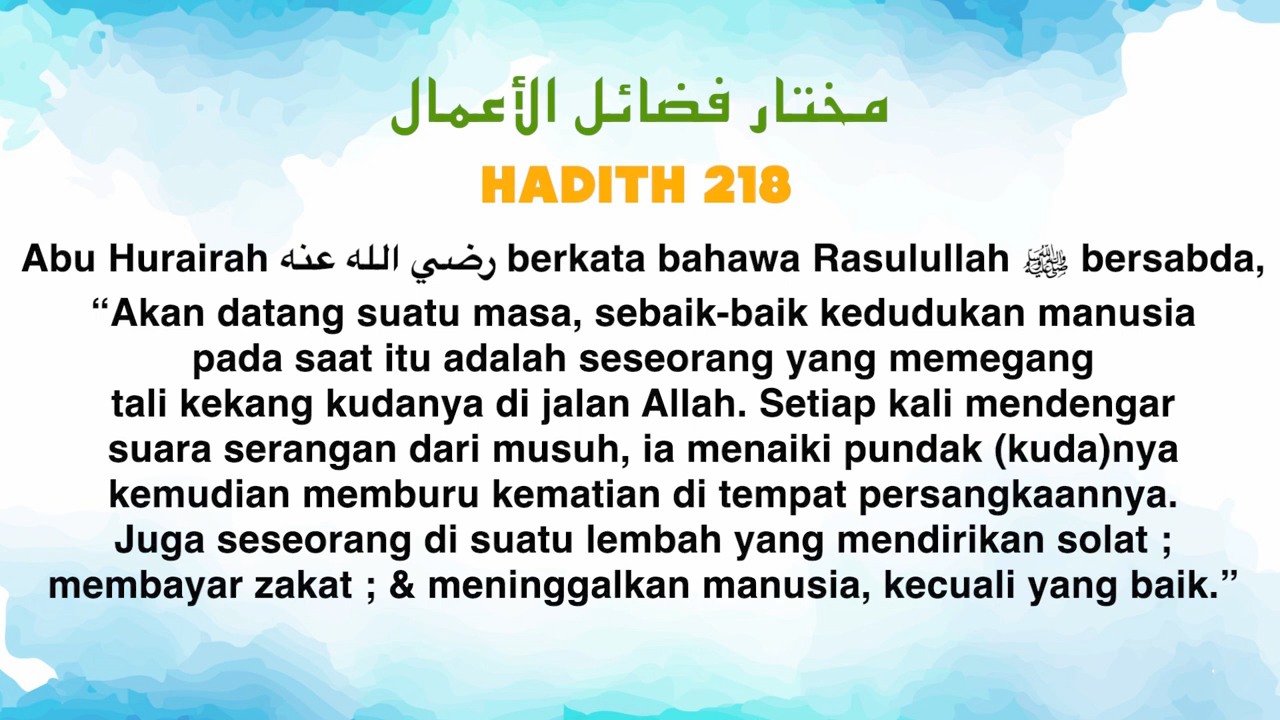 مختار فضائل الأعمال
HADITH 218
Abu Hurairah رضي الله عنه berkata bahawa Rasulullah ﷺ bersabda,
“Akan datang suatu masa, sebaik-baik kedudukan manusia
pada saat itu adalah seseorang yang memegang
tali kekang kudanya di jalan Allah. Setiap kali mendengar
suara serangan dari musuh, ia menaiki pundak (kuda)nya
kemudian memburu kematian di tempat persangkaannya.
Juga seseorang di suatu lembah yang mendirikan solat ;
membayar zakat ; & meninggalkan manusia, kecuali yang baik.”